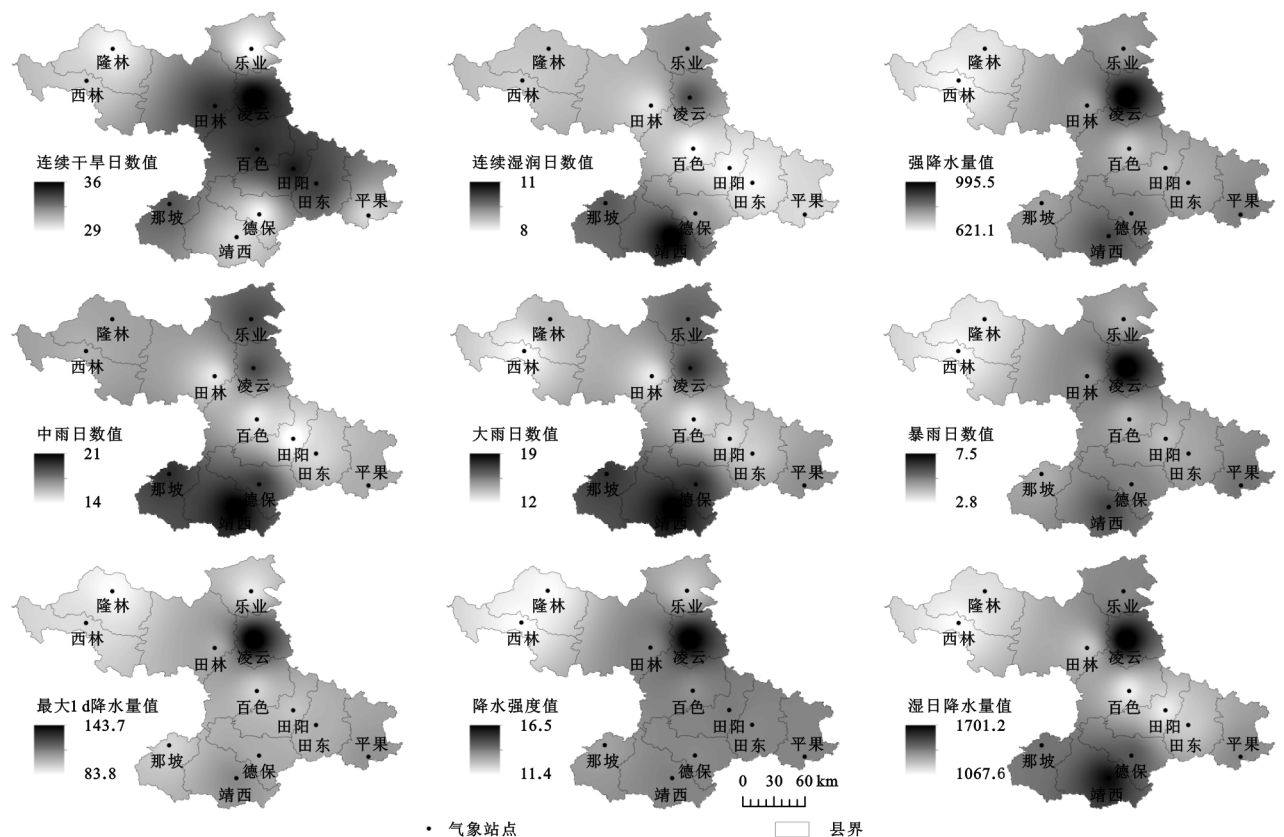 隆林
乐业
西林
凌云
田林
连续干旱日数值
百色
36
田阳
田东
平果
那坡
29
德保
靖西
隆林
乐业
西林
凌云
田林
连续湿润日数值
百色
11
田阳
田东
平果
那坡
8
德保
靖西
隆林
乐业
西林
凌云
田林
强降水量值
百色
995.5
田阳
田东
平果
那坡
621.1
德保
靖西
隆林
乐业
西林
凌云
田林
中雨日数值
百色
21
田阳
田东
平果
那坡
14
德保
靖西
隆林
乐业
西林
凌云
田林
大雨日数值
百色
19
田阳
田东
平果
那坡
12
德保
靖西
隆林
乐业
西林
凌云
田林
暴雨日数值
百色
7.5
田阳
田东
平果
那坡
2.8
德保
靖西
隆林
乐业
西林
凌云
田林
最大1 d降水量值
百色
143.7
田阳
田东
平果
那坡
83.8
德保
靖西
隆林
乐业
西林
凌云
田林
降水强度值
百色
16.5
田阳
田东
平果
那坡
11.4
德保
靖西
0 30 60 km
隆林
乐业
西林
凌云
田林
湿日降水量值
百色
1701.2
田阳
田东
平果
那坡
1067.6
德保
靖西
气象站点
县界